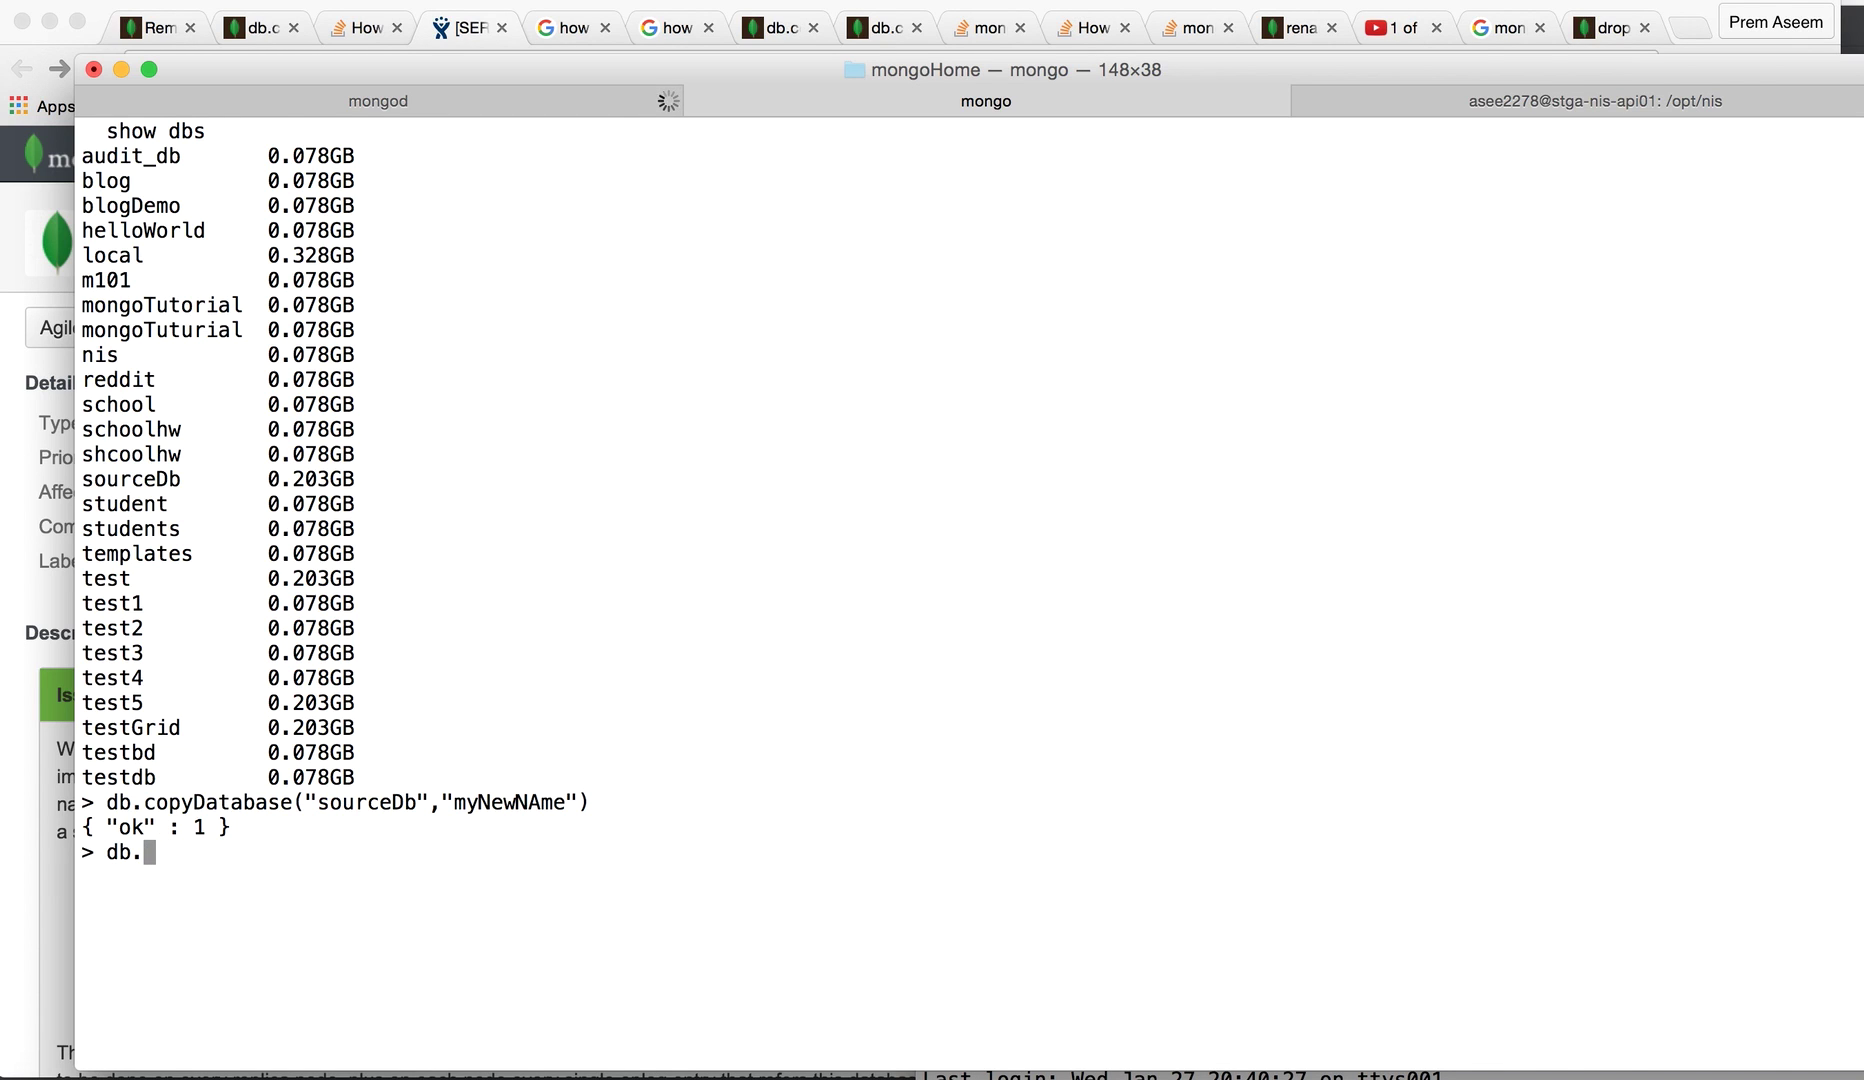 Rem db.c How [SEF how how db.c db.c mon How mon rena 1 of mon drop Prem Aseem
mongoHome — mongo — 148×38
Apps
mongod mongo asee2278@stga-nis-api01: /opt/nis
show dbs
audit_db 0.078GB
blog 0.078GB
blogDemo 0.078GB
helloWorld 0.078GB
local 0.328GB
m101 0.078GB
mongoTutorial 0.078GB
mongoTuturial 0.078GB
nis 0.078GB
reddit 0.078GB
school 0.078GB
schoolhw 0.078GB
shcoolhw 0.078GB
sourceDb 0.203GB
student 0.078GB
students 0.078GB
templates 0.078GB
test 0.203GB
test1 0.078GB
test2 0.078GB
test3 0.078GB
test4 0.078GB
test5 0.203GB
testGrid 0.203GB
testbd 0.078GB
testdb 0.078GB
> db.copyDatabase("sourceDb","myNewNAme")
{ "ok" : 1 }
> db.
m
Agil
Detail
Type
Prio
Affe
Com
Labe
Desc
Is
W
im
na
a s
Th
Last login: Wed Jan 27 20:40:27 on ttys001